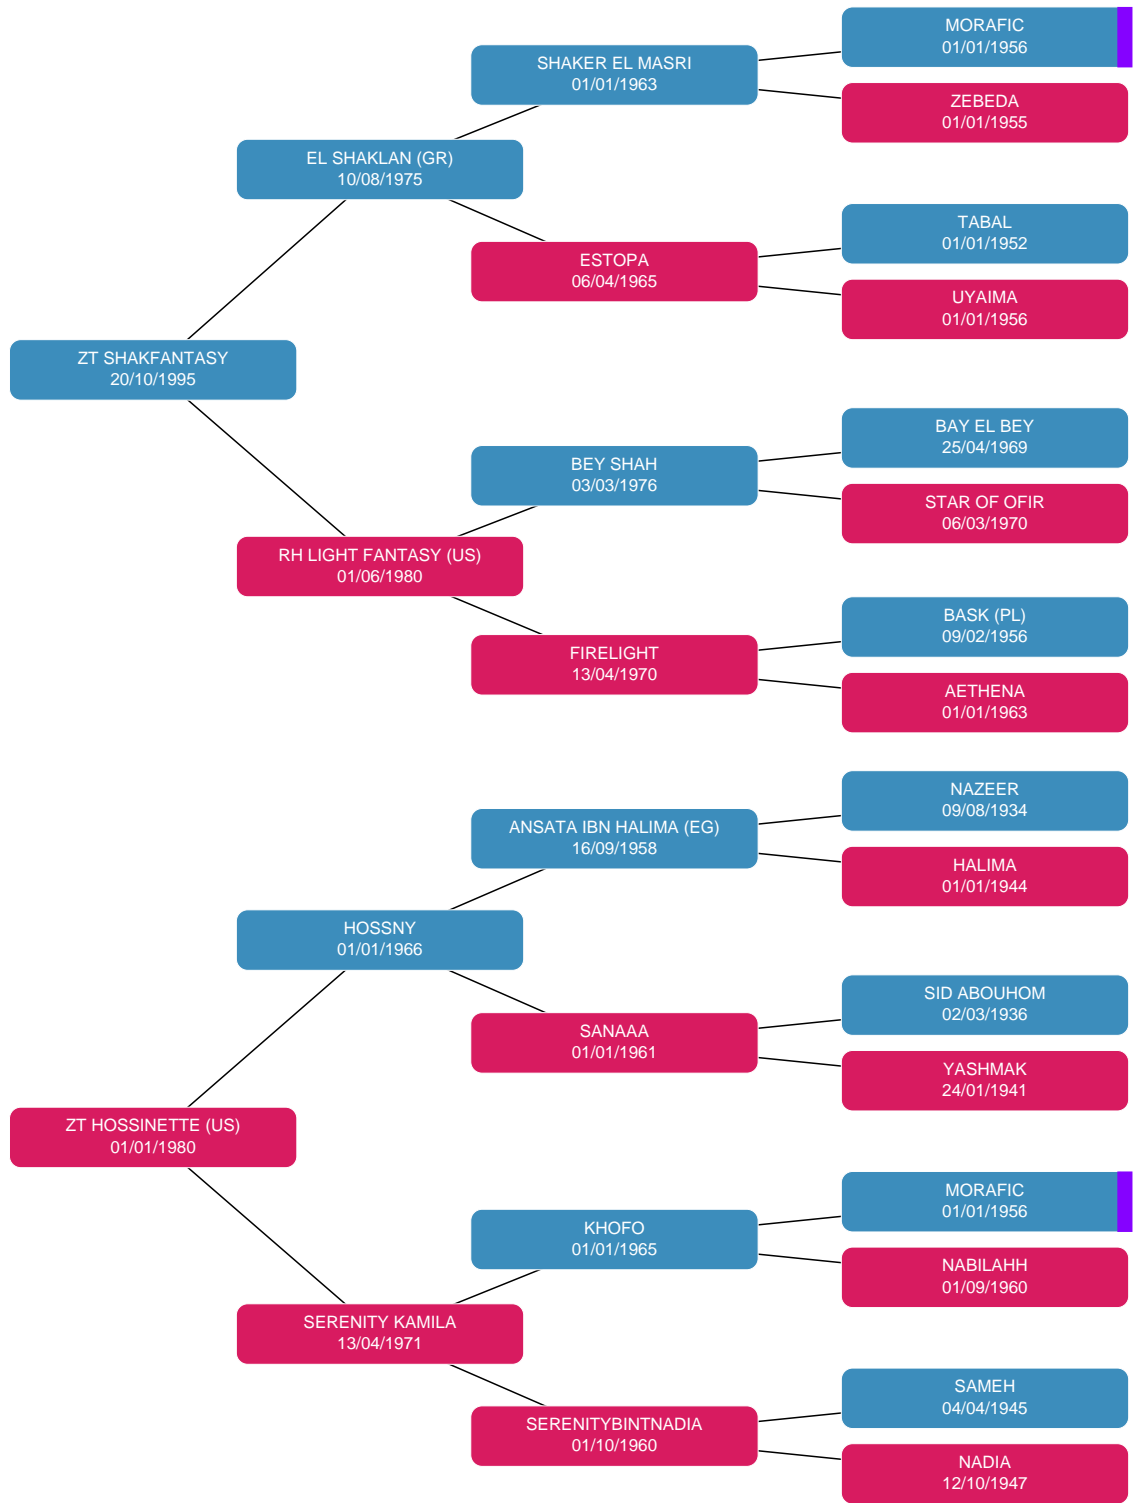 MORAFIC
01/01/1956
SHAKER EL MASRI
01/01/1963
ZEBEDA
01/01/1955
EL SHAKLAN (GR)
10/08/1975
TABAL
01/01/1952
ESTOPA
06/04/1965
UYAIMA
01/01/1956
ZT SHAKFANTASY
20/10/1995
BAY EL BEY
25/04/1969
BEY SHAH
03/03/1976
STAR OF OFIR
06/03/1970
RH LIGHT FANTASY (US)
01/06/1980
BASK (PL)
09/02/1956
FIRELIGHT
13/04/1970
AETHENA
01/01/1963
NAZEER
09/08/1934
ANSATA IBN HALIMA (EG)
16/09/1958
HALIMA
01/01/1944
HOSSNY
01/01/1966
SID ABOUHOM
02/03/1936
SANAAA
01/01/1961
YASHMAK
24/01/1941
ZT HOSSINETTE (US)
01/01/1980
MORAFIC
01/01/1956
KHOFO
01/01/1965
NABILAHH
01/09/1960
SERENITY KAMILA
13/04/1971
SAMEH
04/04/1945
SERENITYBINTNADIA
01/10/1960
NADIA
12/10/1947